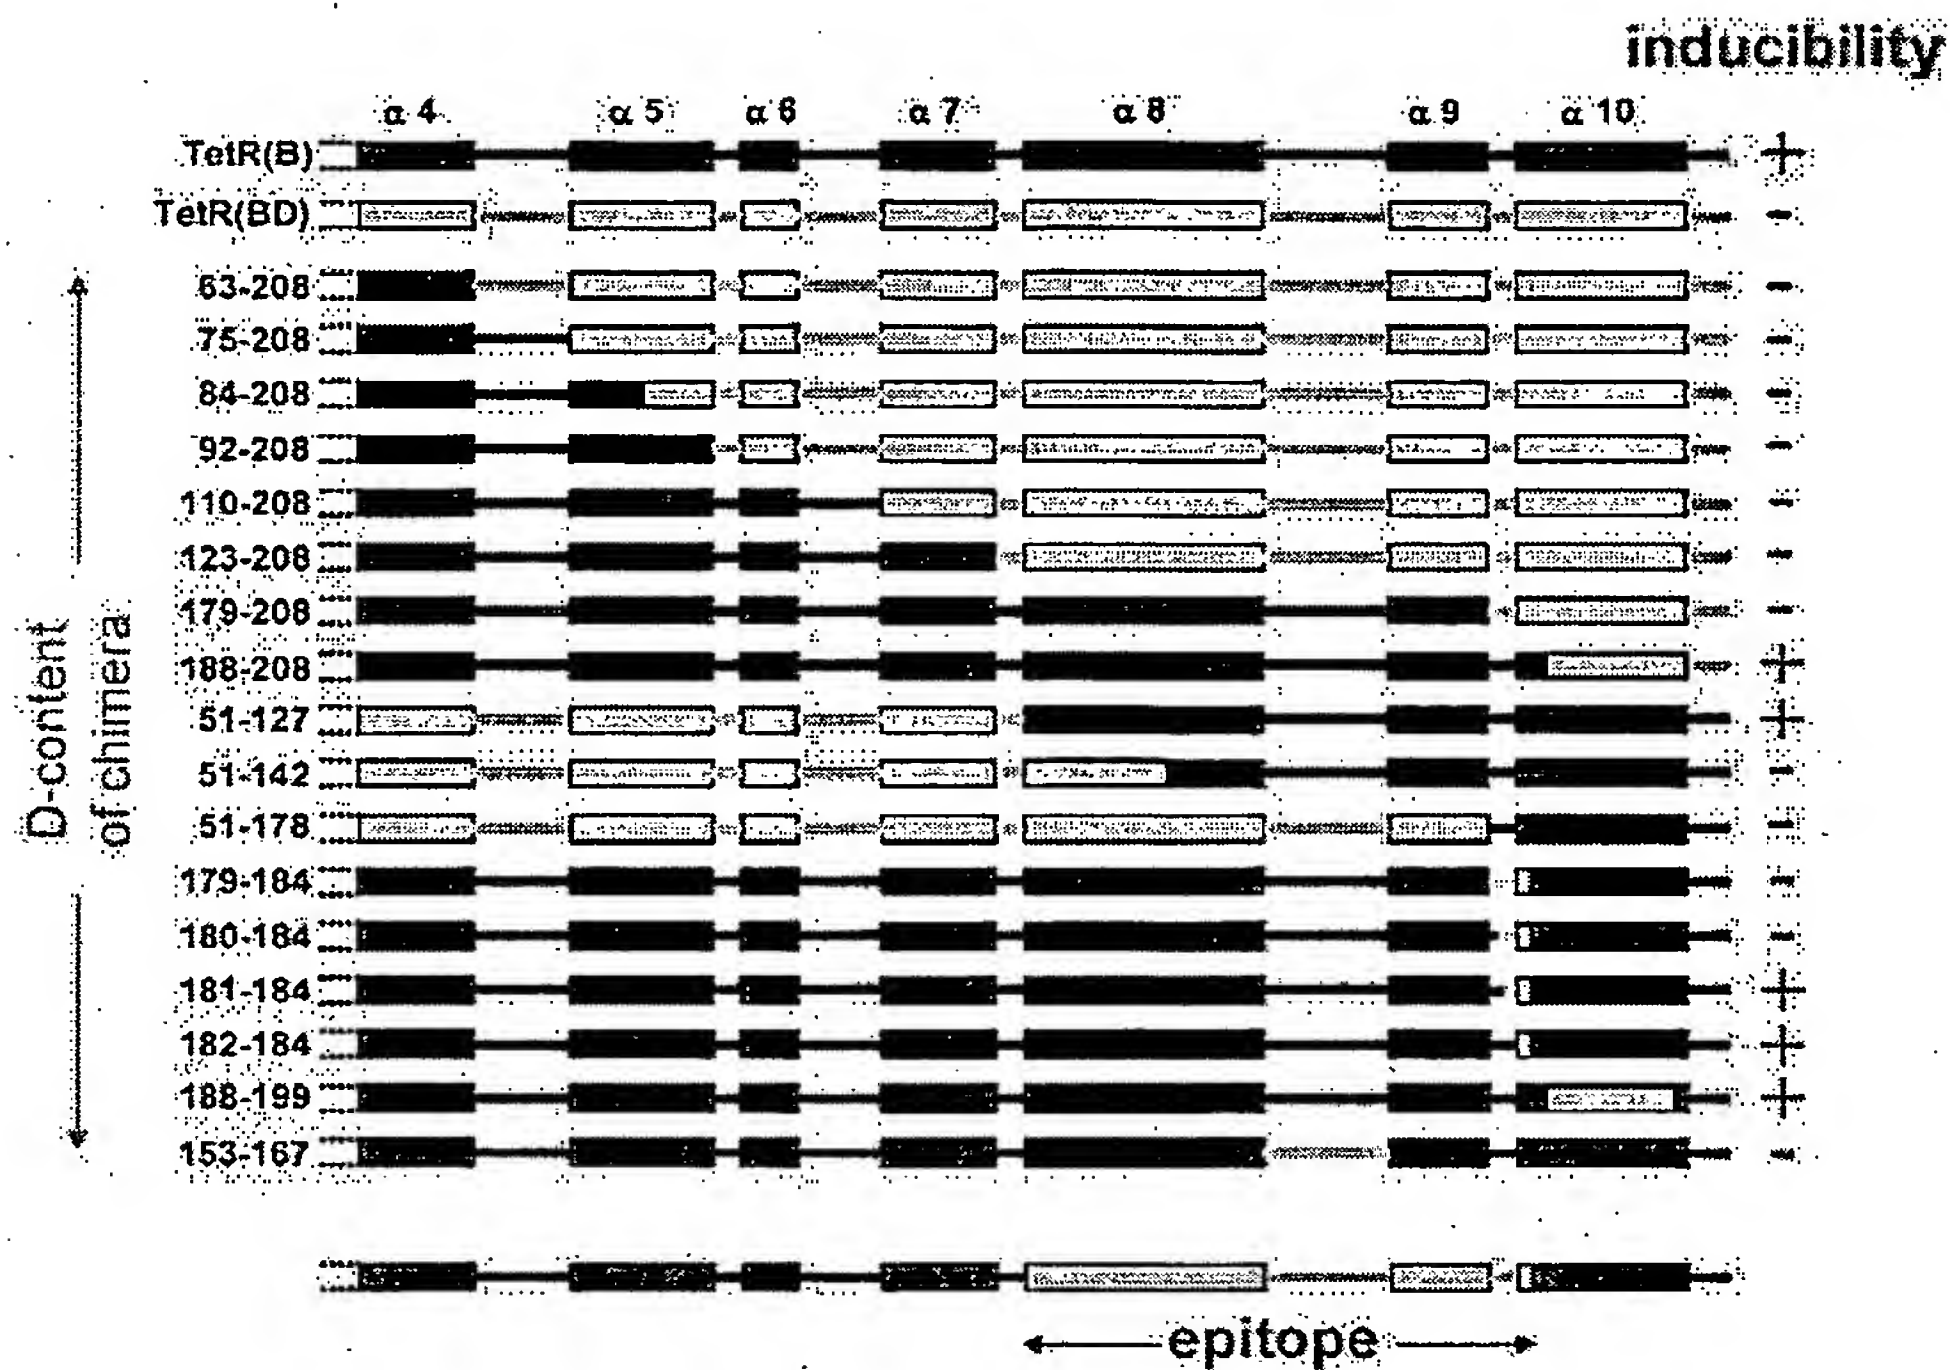 inducibility
α 4 α 5 α 6 α 7 α 8 α 9 α 10
TetR(B) +
TetR(BD) -
63-208 -
75-208 -
84-208 -
92-208 -
110-208 -
123-208 -
179-208 -
188-208 +
51-127 +
51-142 -
51-178 -
179-184 -
180-184 -
181-184 +
182-184 +
188-199 +
153-167 -
D-content
of chimera
epitope